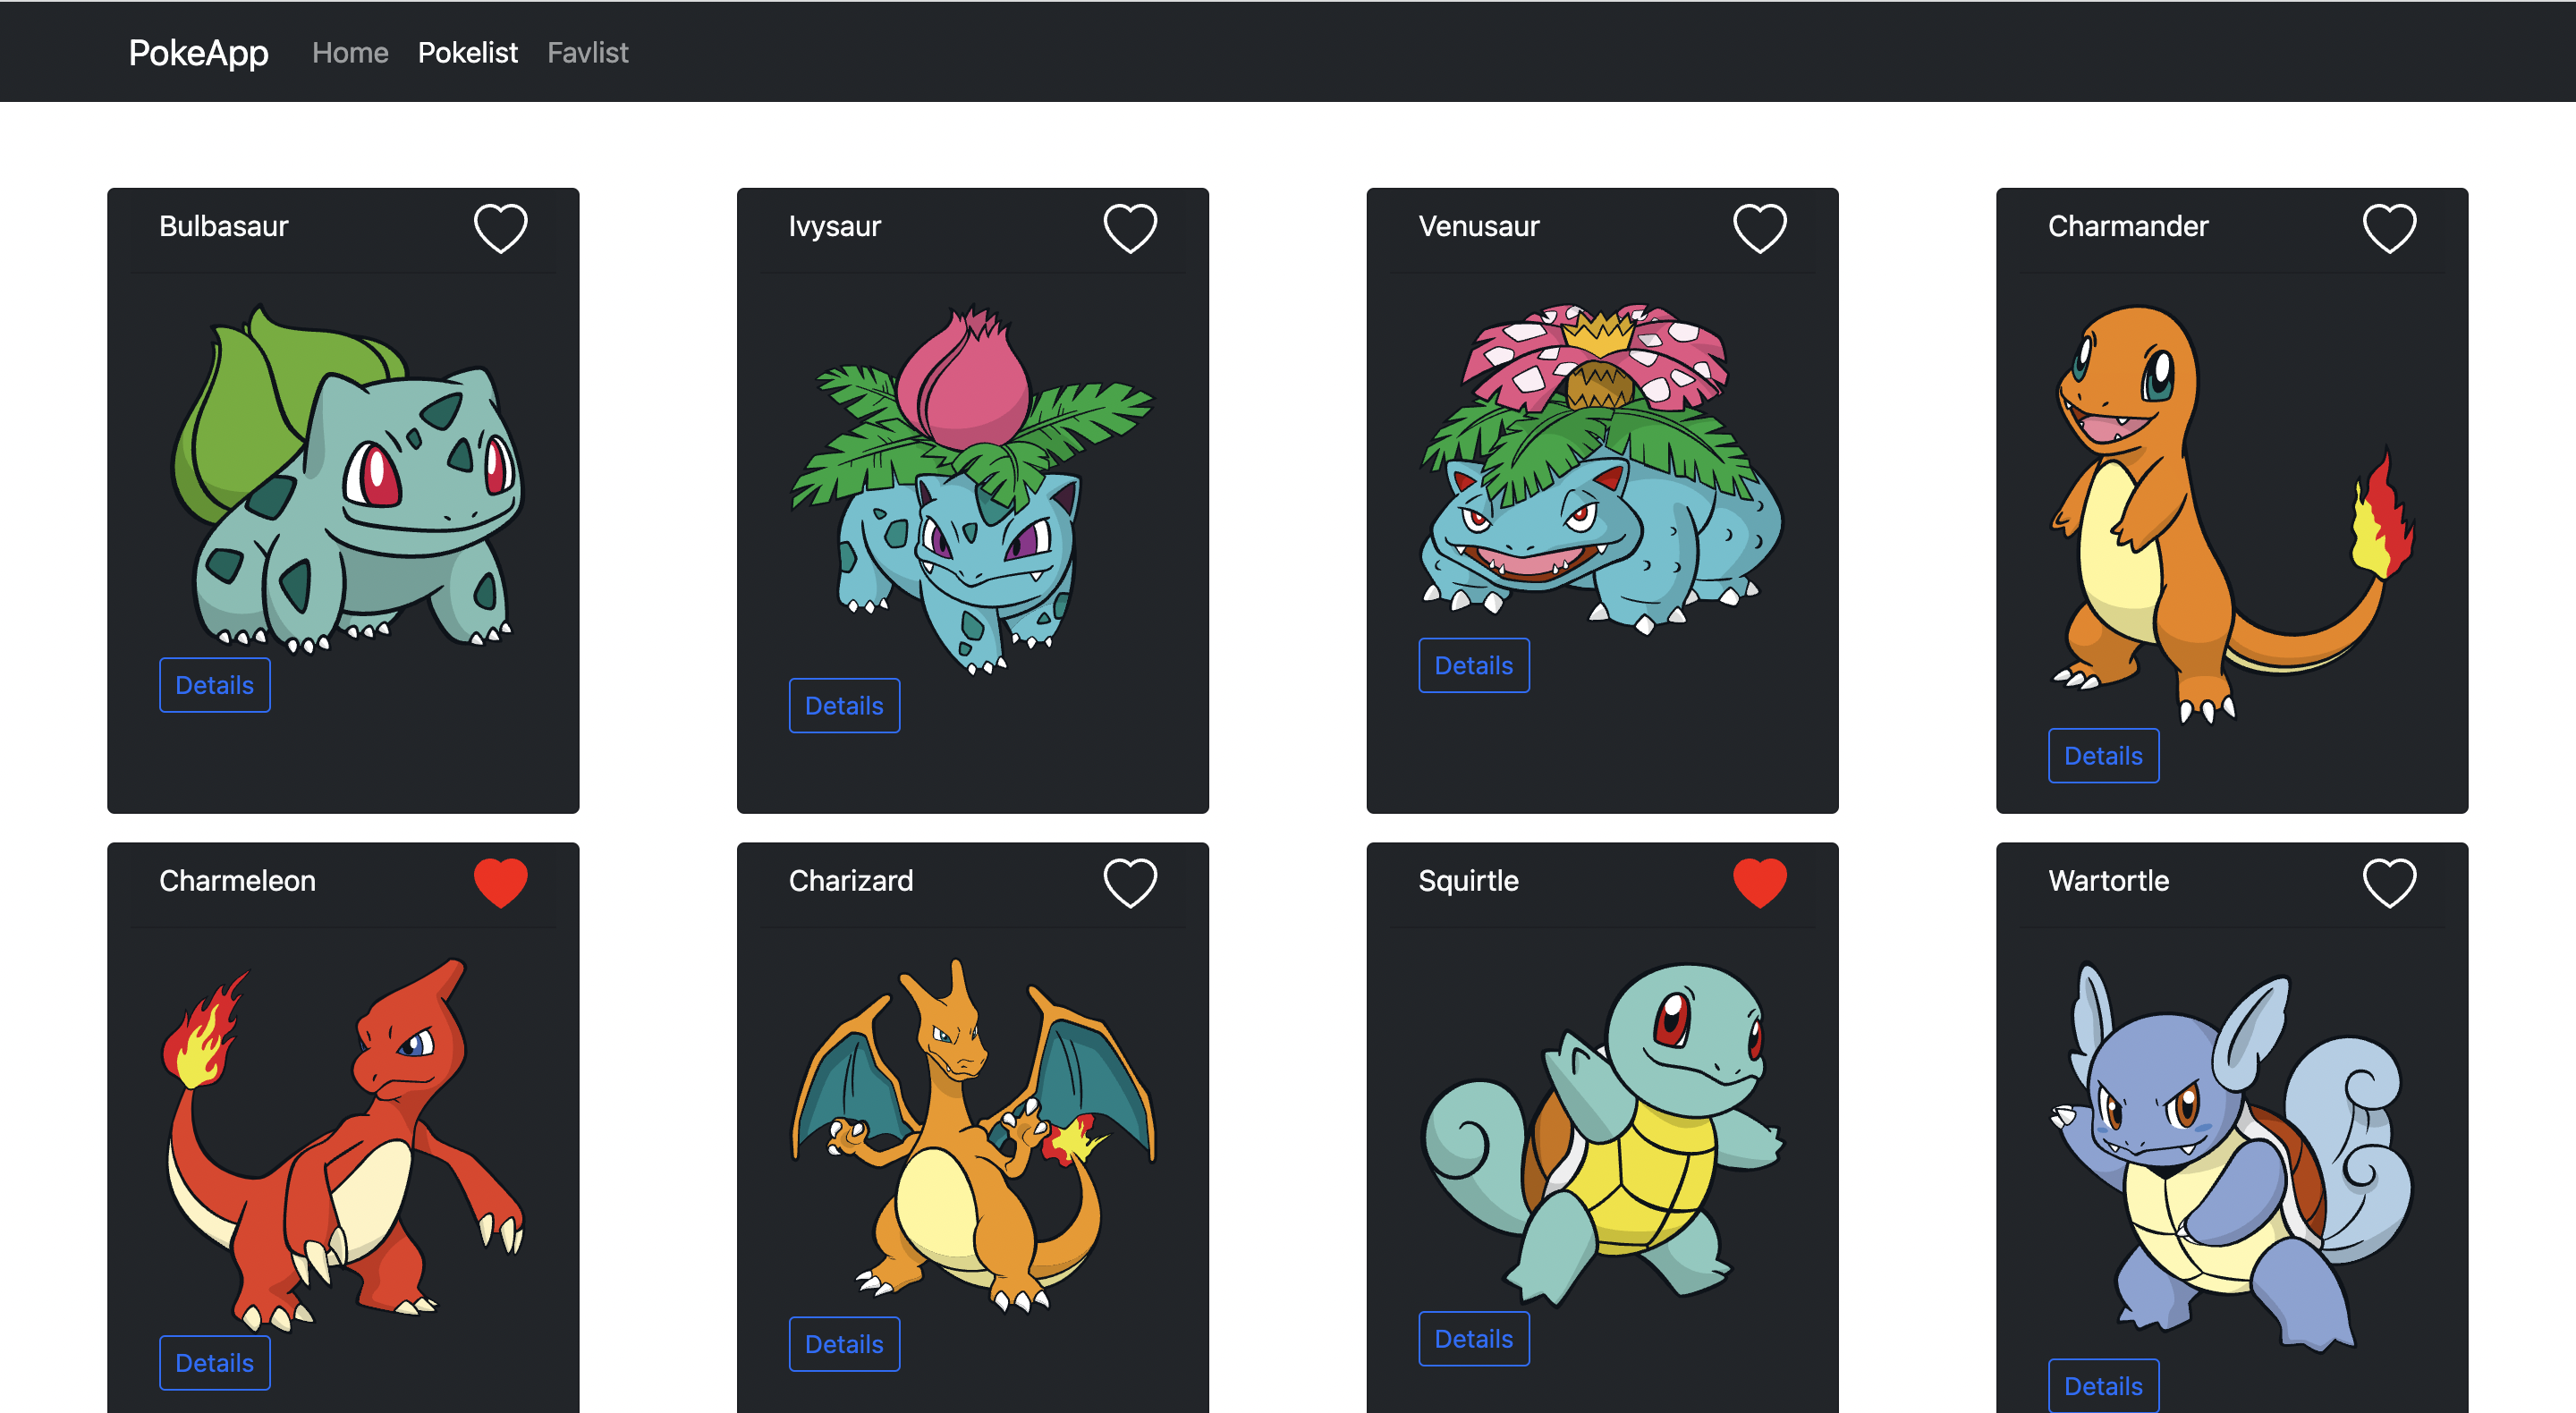 PokeApp Home Pokelist Favlist
Bulbasaur
Ivysaur
Venusaur
Charmander
Details
Details
Details
Details
Charmeleon
Charizard
Squirtle
Wartortle
Details
Details
Details
Details